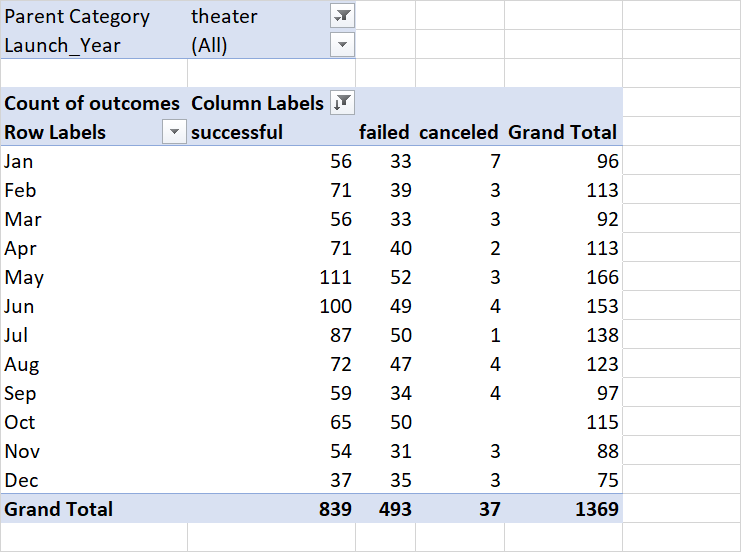 Parent Category theater
Launch_Year (All)
Count of outcomes Column Labels
Row Labels successful failed canceled Grand Total
Jan 56 33 7 96
Feb 71 39 3 113
Mar 56 33 3 92
Apr 71 40 2 113
May 111 52 3 166
Jun 100 49 4 153
Jul 87 50 1 138
Aug 72 47 4 123
Sep 59 34 4 97
Oct 65 50 115
Nov 54 31 3 88
Dec 37 35 3 75
Grand Total 839 493 37 1369